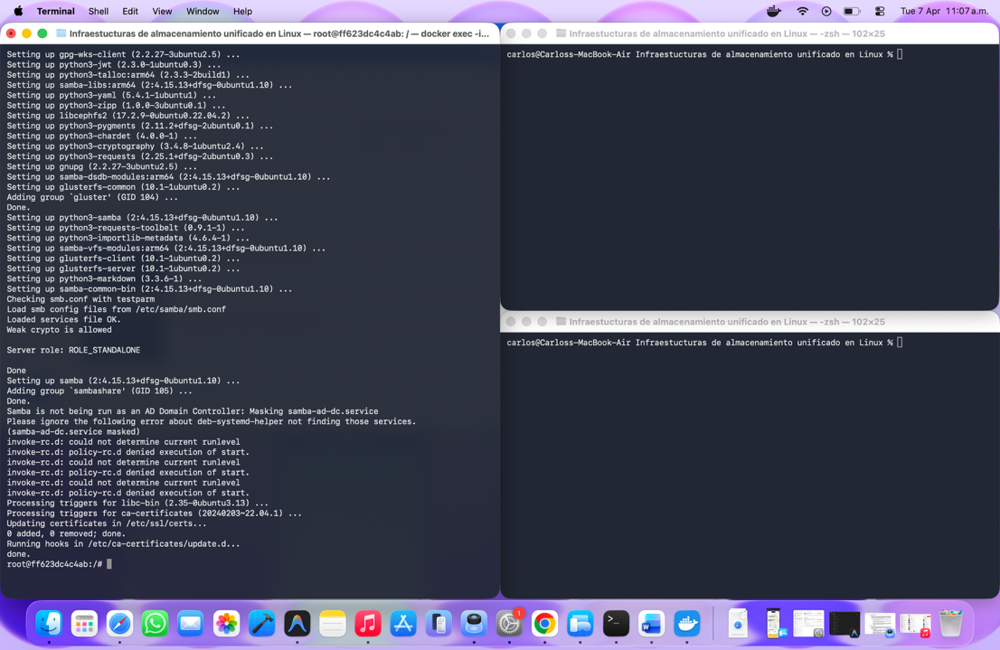 Terminal Shell Edit View Window Help
Tue 7 Apr 11:07 a.m.
Infraestucturas de almacenamiento unificado en Linux — root@ff623dc4c4ab: / — docker exec -i...
Setting up gpg-wks-client (2.2.27-3ubuntu2.5) ...
Setting up python3-jwt (2.3.0-1ubuntu0.3) ...
Setting up python3-talloc:arm64 (2.3.3-2build1) ...
Setting up samba-libs:arm64 (2:4.15.13+dfsg-0ubuntu1.10) ...
Setting up python3-yaml (5.4.1-1ubuntu1) ...
Setting up python3-zipp (1.0.0-3ubuntu0.1) ...
Setting up libcephfs2 (17.2.9-0ubuntu0.22.04.2) ...
Setting up python3-pygments (2.11.2+dfsg-2ubuntu0.1) ...
Setting up python3-chardet (4.0.0-1) ...
Setting up python3-cryptography (3.4.8-1ubuntu2.4) ...
Setting up python3-requests (2.25.1+dfsg-2ubuntu0.3) ...
Setting up gnupg (2.2.27-3ubuntu2.5) ...
Setting up samba-dsdb-modules:arm64 (2:4.15.13+dfsg-0ubuntu1.10) ...
Setting up glusterfs-common (10.1-1ubuntu0.2) ...
Adding group `gluster' (GID 104) ...
Done.
Setting up python3-samba (2:4.15.13+dfsg-0ubuntu1.10) ...
Setting up python3-requests-toolbelt (0.9.1-1) ...
Setting up python3-importlib-metadata (4.6.4-1) ...
Setting up samba-vfs-modules:arm64 (2:4.15.13+dfsg-0ubuntu1.10) ...
Setting up glusterfs-client (10.1-1ubuntu0.2) ...
Setting up glusterfs-server (10.1-1ubuntu0.2) ...
Setting up python3-markdown (3.3.6-1) ...
Setting up samba-common-bin (2:4.15.13+dfsg-0ubuntu1.10) ...
Checking smb.conf with testparm
Load smb config files from /etc/samba/smb.conf
Loaded services file OK.
Weak crypto is allowed
Server role: ROLE_STANDALONE
Done
Setting up samba (2:4.15.13+dfsg-0ubuntu1.10) ...
Adding group `sambashare' (GID 105) ...
Done.
Samba is not being run as an AD Domain Controller: Masking samba-ad-dc.service
Please ignore the following error about deb-systemd-helper not finding those services.
(samba-ad-dc.service masked)
invoke-rc.d: could not determine current runlevel
invoke-rc.d: policy-rc.d denied execution of start.
invoke-rc.d: could not determine current runlevel
invoke-rc.d: policy-rc.d denied execution of start.
invoke-rc.d: could not determine current runlevel
invoke-rc.d: policy-rc.d denied execution of start.
Processing triggers for libc-bin (2.35-0ubuntu3.13) ...
Processing triggers for ca-certificates (20240203~22.04.1) ...
Updating certificates in /etc/ssl/certs...
0 added, 0 removed; done.
Running hooks in /etc/ca-certificates/update.d...
done.
root@ff623dc4c4ab:/#
Infraestucturas de almacenamiento unificado en Linux — -zsh — 102×25
carlos@Carloss-MacBook-Air Infraestucturas de almacenamiento unificado en Linux %
Infraestucturas de almacenamiento unificado en Linux — -zsh — 102×25
carlos@Carloss-MacBook-Air Infraestucturas de almacenamiento unificado en Linux %
1